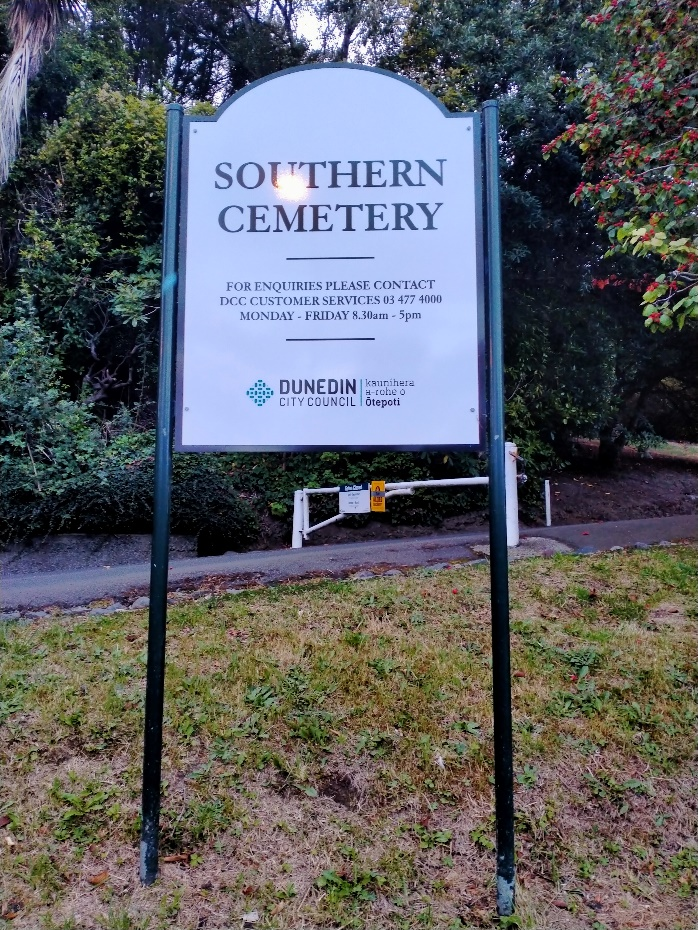 SOUTHERN
CEMETERY
FOR ENQUIRIES PLEASE CONTACT
DCC CUSTOMER SERVICES 03 477 4000
MONDAY - FRIDAY 8.30am - 5pm
DUNEDIN
CITY COUNCIL
kaunihera
a-rohe o
Ōtepoti